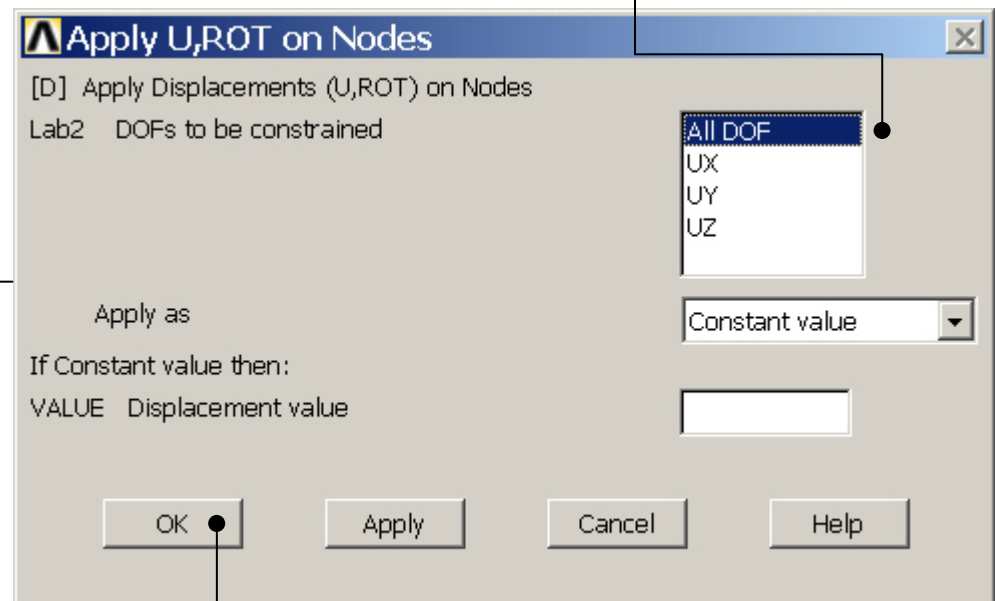 Apply U,ROT on Nodes
[D] Apply Displacements (U,ROT) on Nodes
Lab2 DOFs to be constrained
All DOF
UX
UY
UZ
Apply as
Constant value
If Constant value then:
VALUE Displacement value
OK Apply Cancel Help